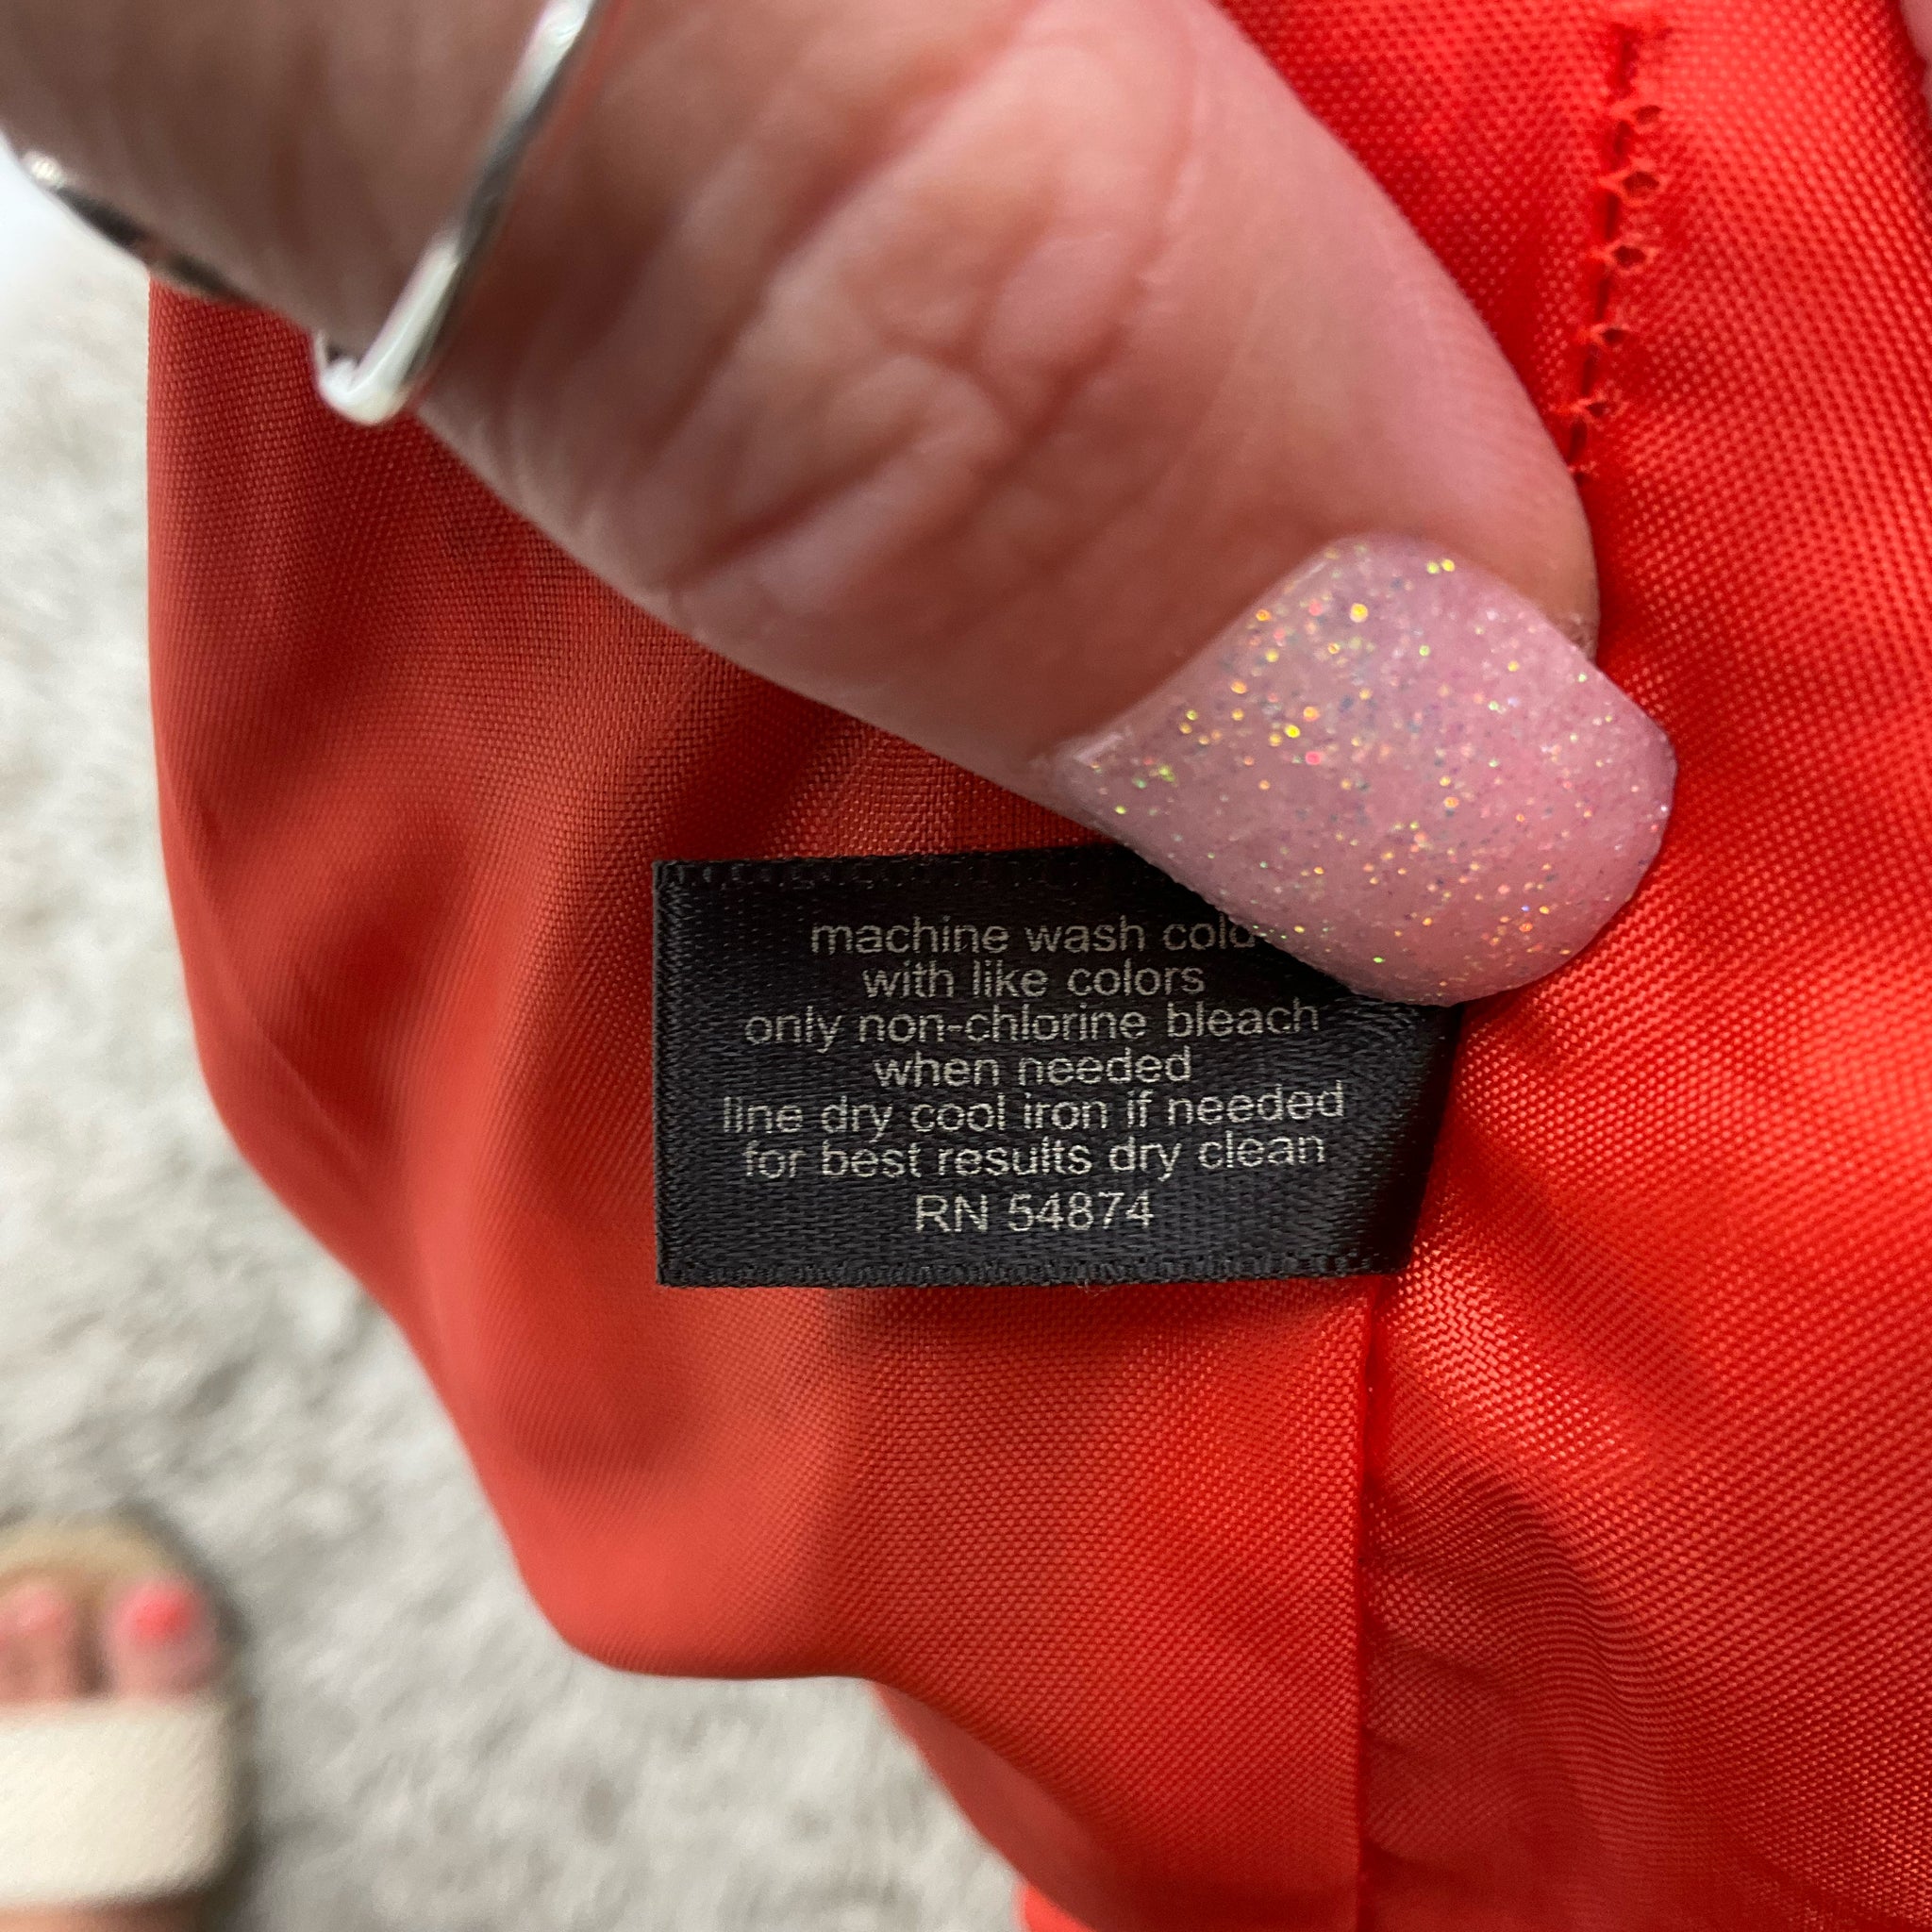 machine wash cold
with like colors
only non-chlorine bleach
when needed
line dry cool iron if needed
for best results dry clean
RN 54874